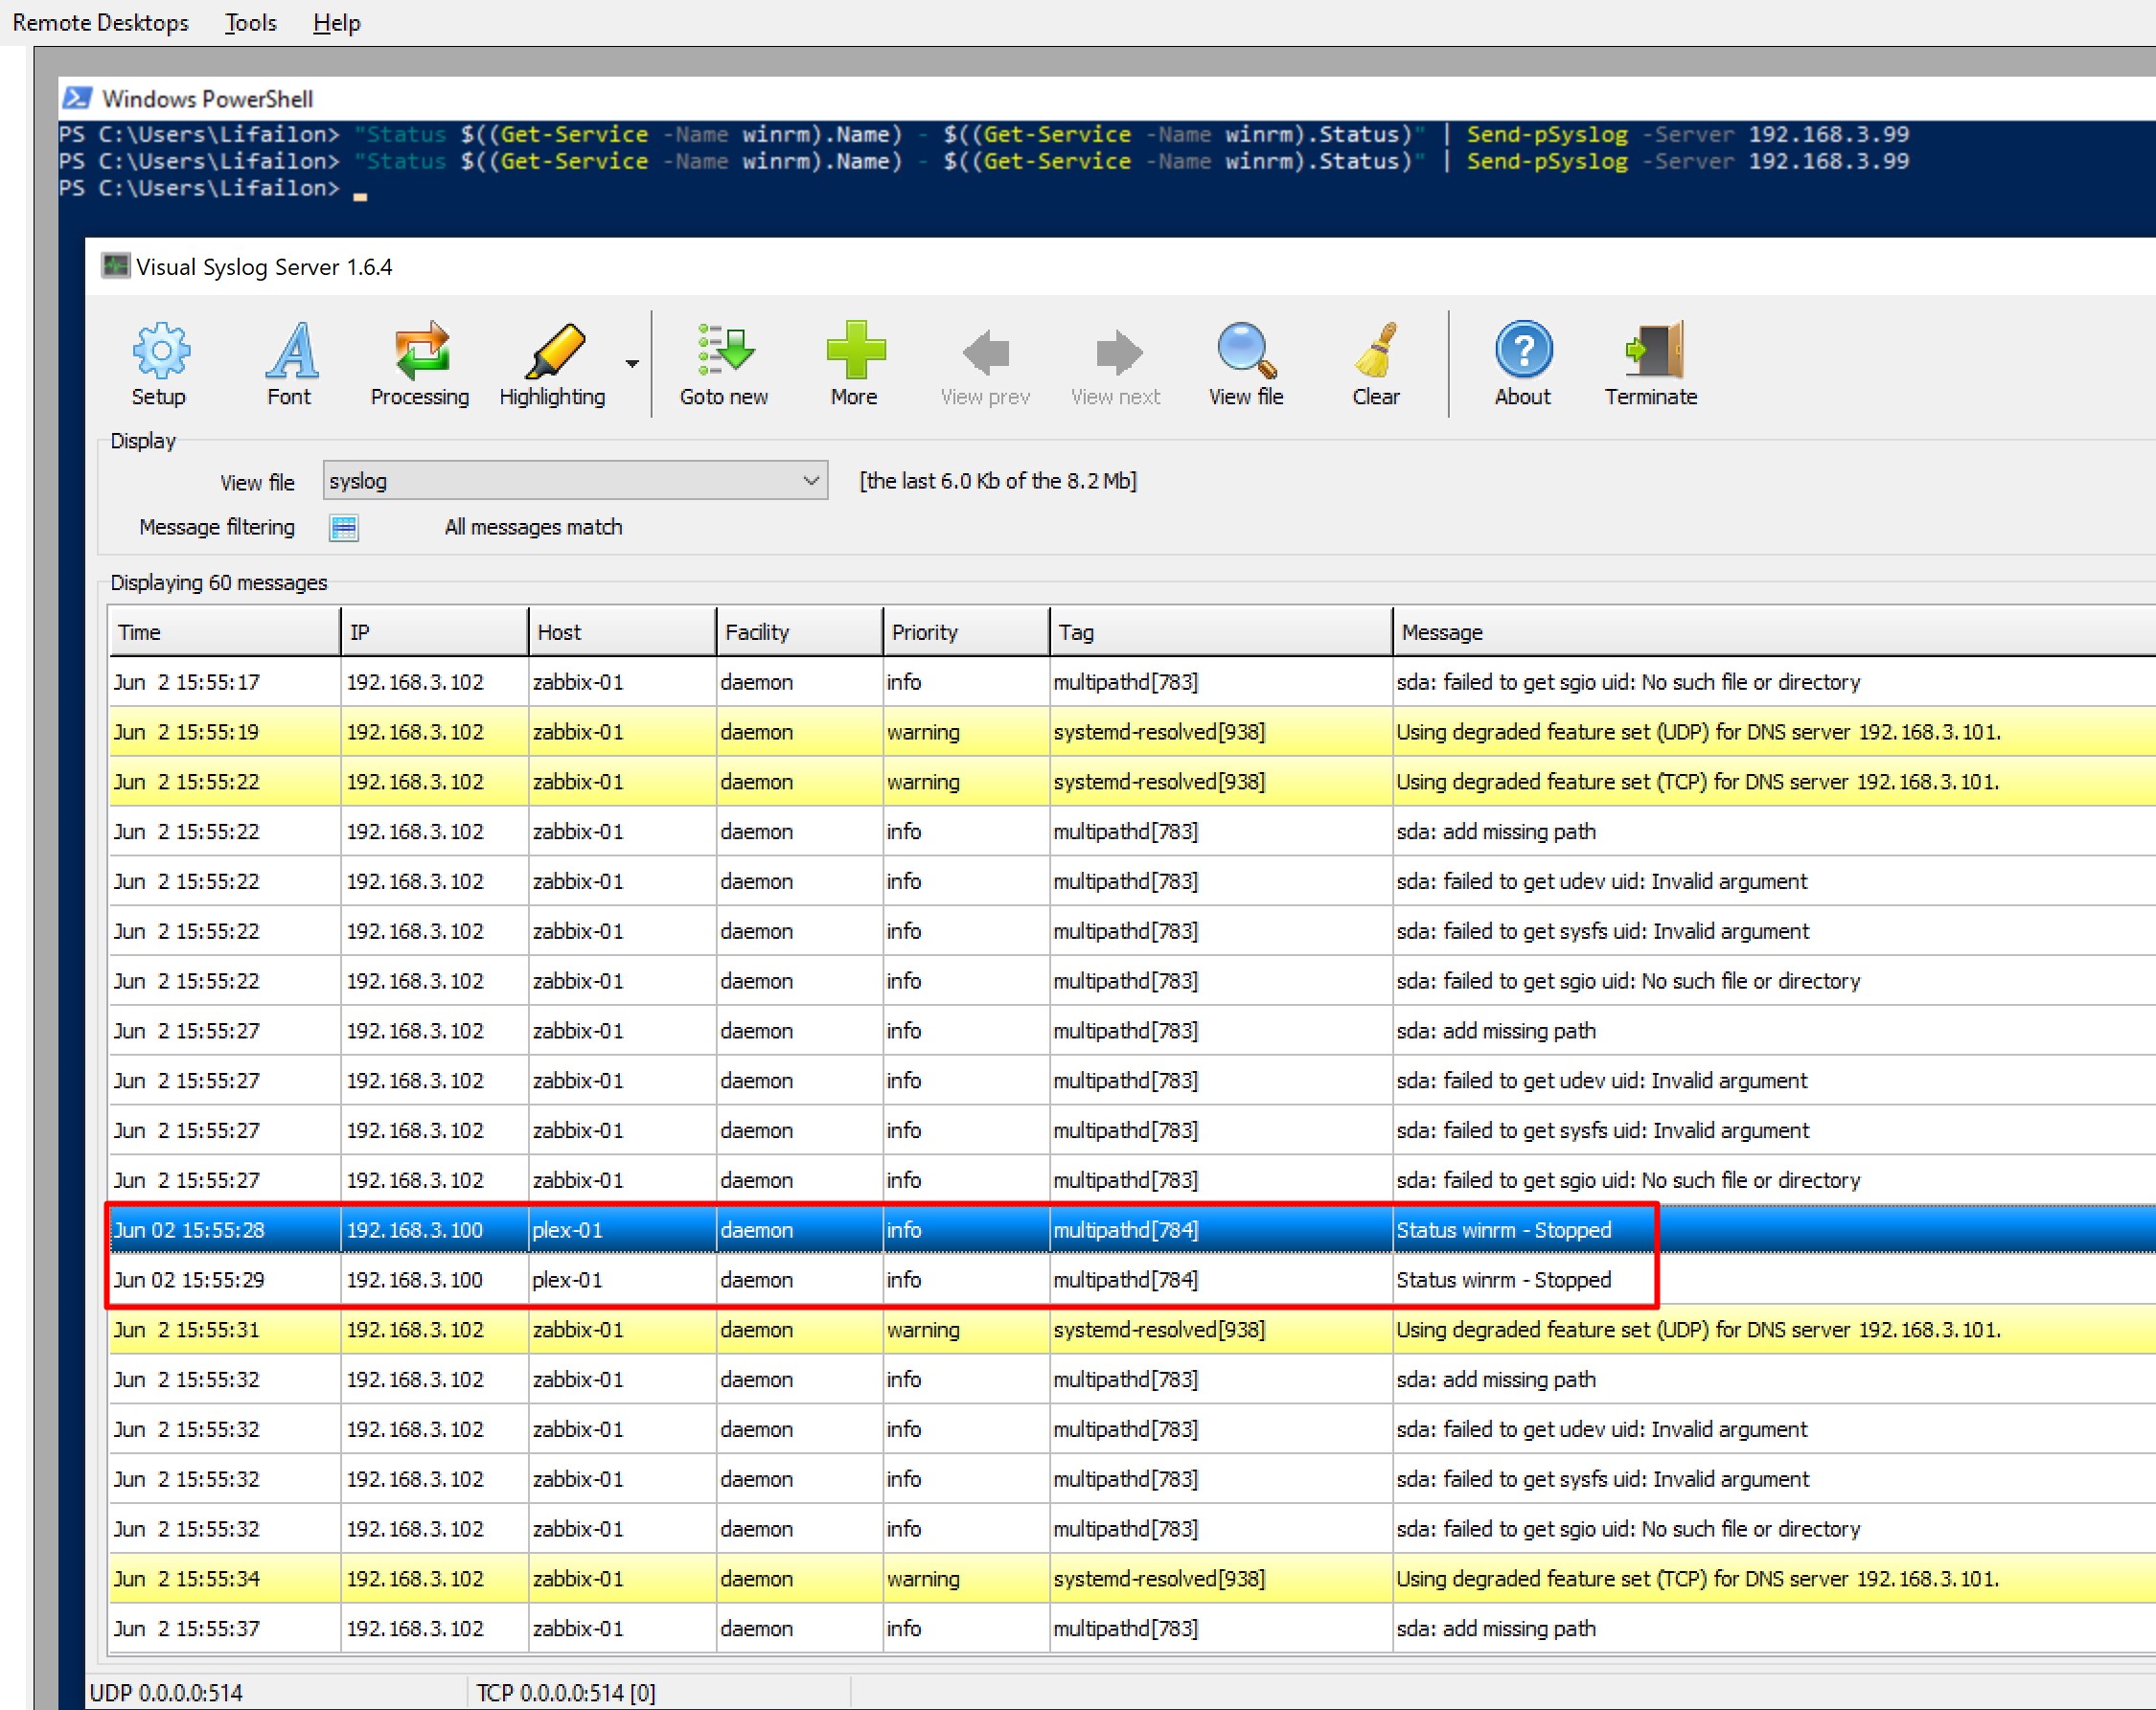 Remote Desktops Tools Help
Windows PowerShell
PS C:\Users\Lifailon> "Status $((Get-Service -Name winrm).Name) - $((Get-Service -Name winrm).Status)" | Send-pSyslog -Server 192.168.3.99
PS C:\Users\Lifailon> "Status $((Get-Service -Name winrm).Name) - $((Get-Service -Name winrm).Status)" | Send-pSyslog -Server 192.168.3.99
PS C:\Users\Lifailon>
Visual Syslog Server 1.6.4
Setup Font Processing Highlighting Goto new More View prev View next View file Clear About Terminate
Display
View file syslog [the last 6.0 Kb of the 8.2 Mb]
Message filtering All messages match
Displaying 60 messages
Time IP Host Facility Priority Tag Message
Jun 2 15:55:17 192.168.3.102 zabbix-01 daemon info multipathd[783] sda: failed to get sgio uid: No such file or directory
Jun 2 15:55:19 192.168.3.102 zabbix-01 daemon warning systemd-resolved[938] Using degraded feature set (UDP) for DNS server 192.168.3.101.
Jun 2 15:55:22 192.168.3.102 zabbix-01 daemon warning systemd-resolved[938] Using degraded feature set (TCP) for DNS server 192.168.3.101.
Jun 2 15:55:22 192.168.3.102 zabbix-01 daemon info multipathd[783] sda: add missing path
Jun 2 15:55:22 192.168.3.102 zabbix-01 daemon info multipathd[783] sda: failed to get udev uid: Invalid argument
Jun 2 15:55:22 192.168.3.102 zabbix-01 daemon info multipathd[783] sda: failed to get sysfs uid: Invalid argument
Jun 2 15:55:22 192.168.3.102 zabbix-01 daemon info multipathd[783] sda: failed to get sgio uid: No such file or directory
Jun 2 15:55:27 192.168.3.102 zabbix-01 daemon info multipathd[783] sda: add missing path
Jun 2 15:55:27 192.168.3.102 zabbix-01 daemon info multipathd[783] sda: failed to get udev uid: Invalid argument
Jun 2 15:55:27 192.168.3.102 zabbix-01 daemon info multipathd[783] sda: failed to get sysfs uid: Invalid argument
Jun 2 15:55:27 192.168.3.102 zabbix-01 daemon info multipathd[783] sda: failed to get sgio uid: No such file or directory
Jun 02 15:55:28 192.168.3.100 plex-01 daemon info multipathd[784] Status winrm - Stopped
Jun 02 15:55:29 192.168.3.100 plex-01 daemon info multipathd[784] Status winrm - Stopped
Jun 2 15:55:31 192.168.3.102 zabbix-01 daemon warning systemd-resolved[938] Using degraded feature set (UDP) for DNS server 192.168.3.101.
Jun 2 15:55:32 192.168.3.102 zabbix-01 daemon info multipathd[783] sda: add missing path
Jun 2 15:55:32 192.168.3.102 zabbix-01 daemon info multipathd[783] sda: failed to get udev uid: Invalid argument
Jun 2 15:55:32 192.168.3.102 zabbix-01 daemon info multipathd[783] sda: failed to get sysfs uid: Invalid argument
Jun 2 15:55:32 192.168.3.102 zabbix-01 daemon info multipathd[783] sda: failed to get sgio uid: No such file or directory
Jun 2 15:55:34 192.168.3.102 zabbix-01 daemon warning systemd-resolved[938] Using degraded feature set (TCP) for DNS server 192.168.3.101.
Jun 2 15:55:37 192.168.3.102 zabbix-01 daemon info multipathd[783] sda: add missing path
UDP 0.0.0.0:514 TCP 0.0.0.0:514 [0]